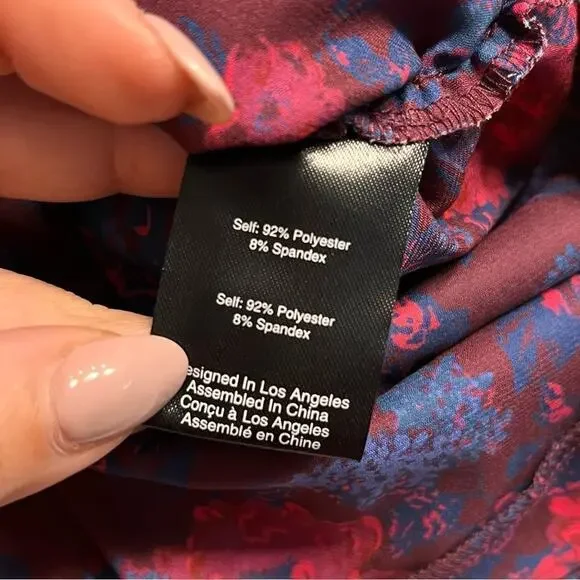 Self: 92% Polyester
8% Spandex
Self: 92% Polyester
8% Spandex
esigned In Los Angeles
Assembled In China
Conçu à Los Angeles
Assemblé en Chine